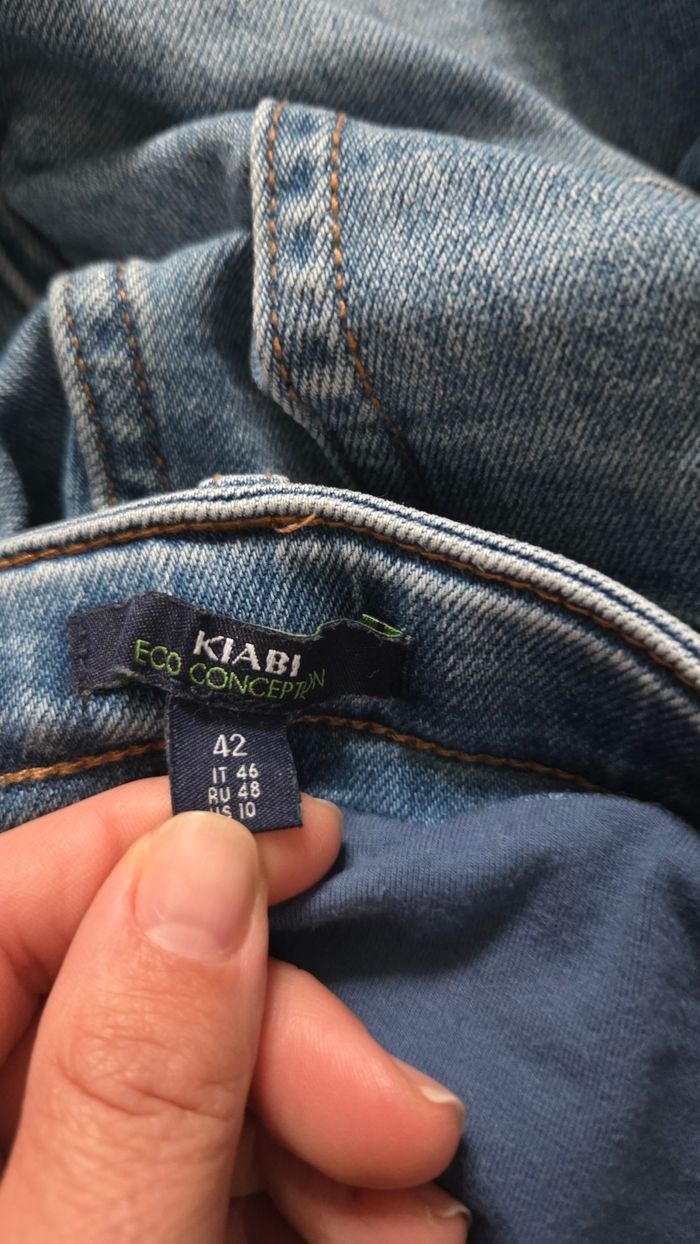 KIABI
ECO CONCEPTION
42
IT 46
RU 48
US 10